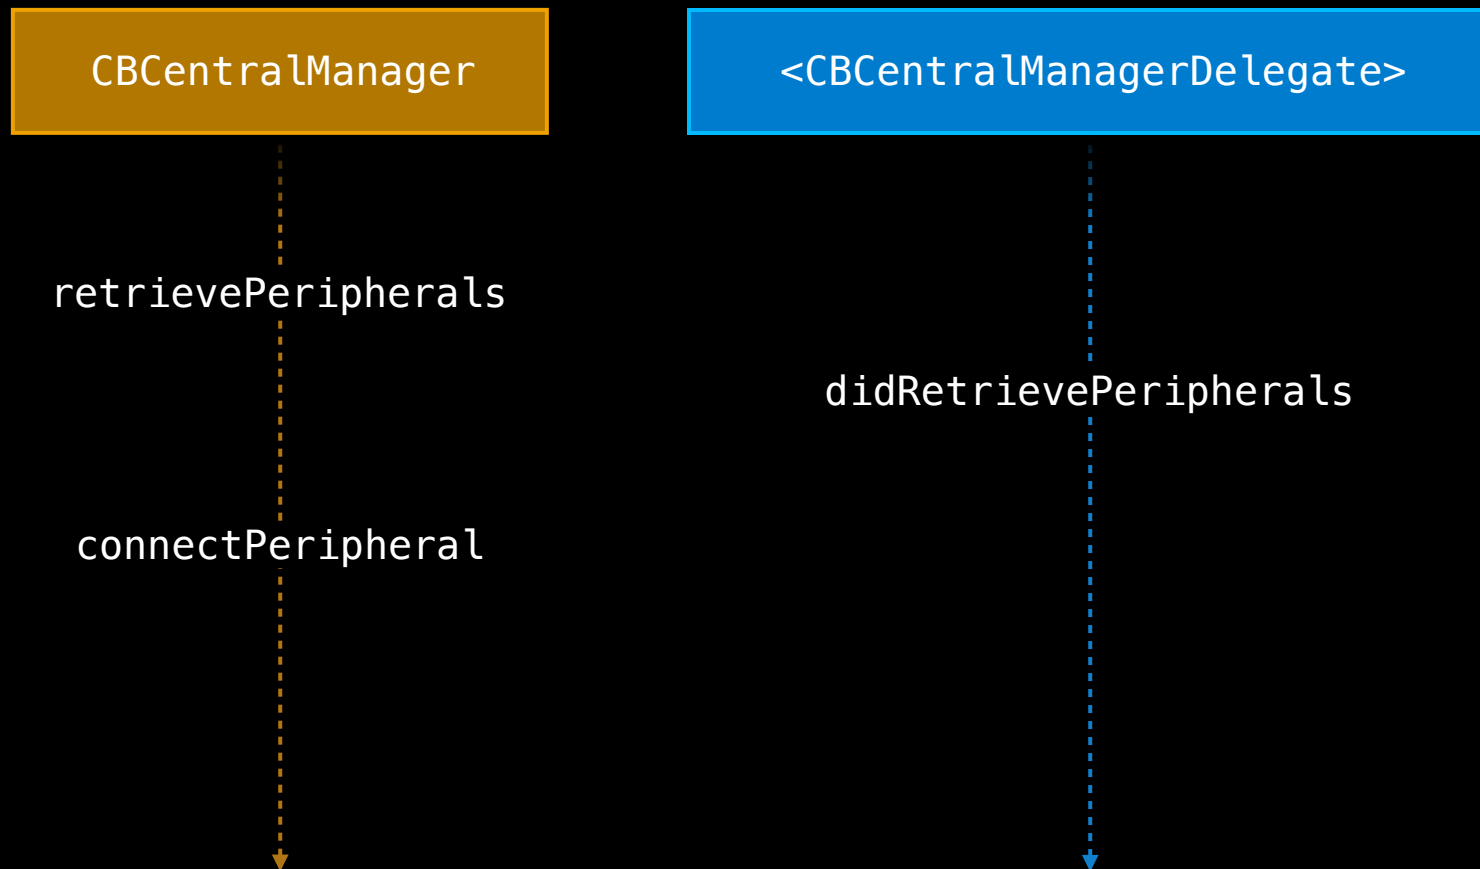 CBCentralManager
<CBCentralManagerDelegate>
retrievePeripherals
didRetrievePeripherals
connectPeripheral